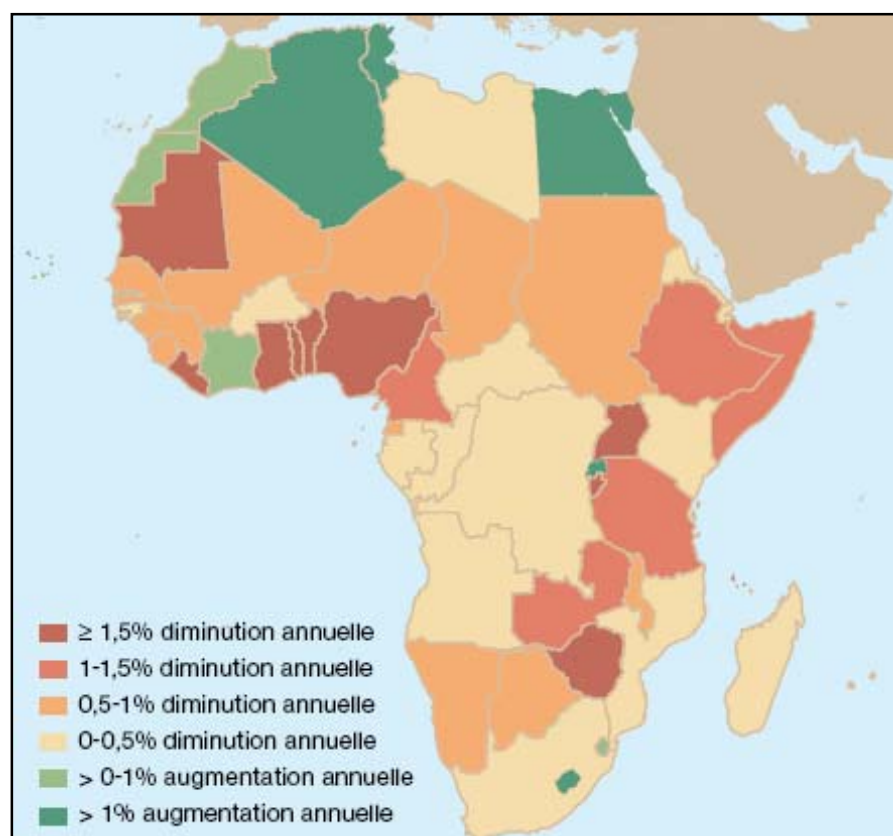 ≥ 1,5% diminution annuelle
1-1,5% diminution annuelle
0,5-1% diminution annuelle
0-0,5% diminution annuelle
> 0-1% augmentation annuelle
> 1% augmentation annuelle